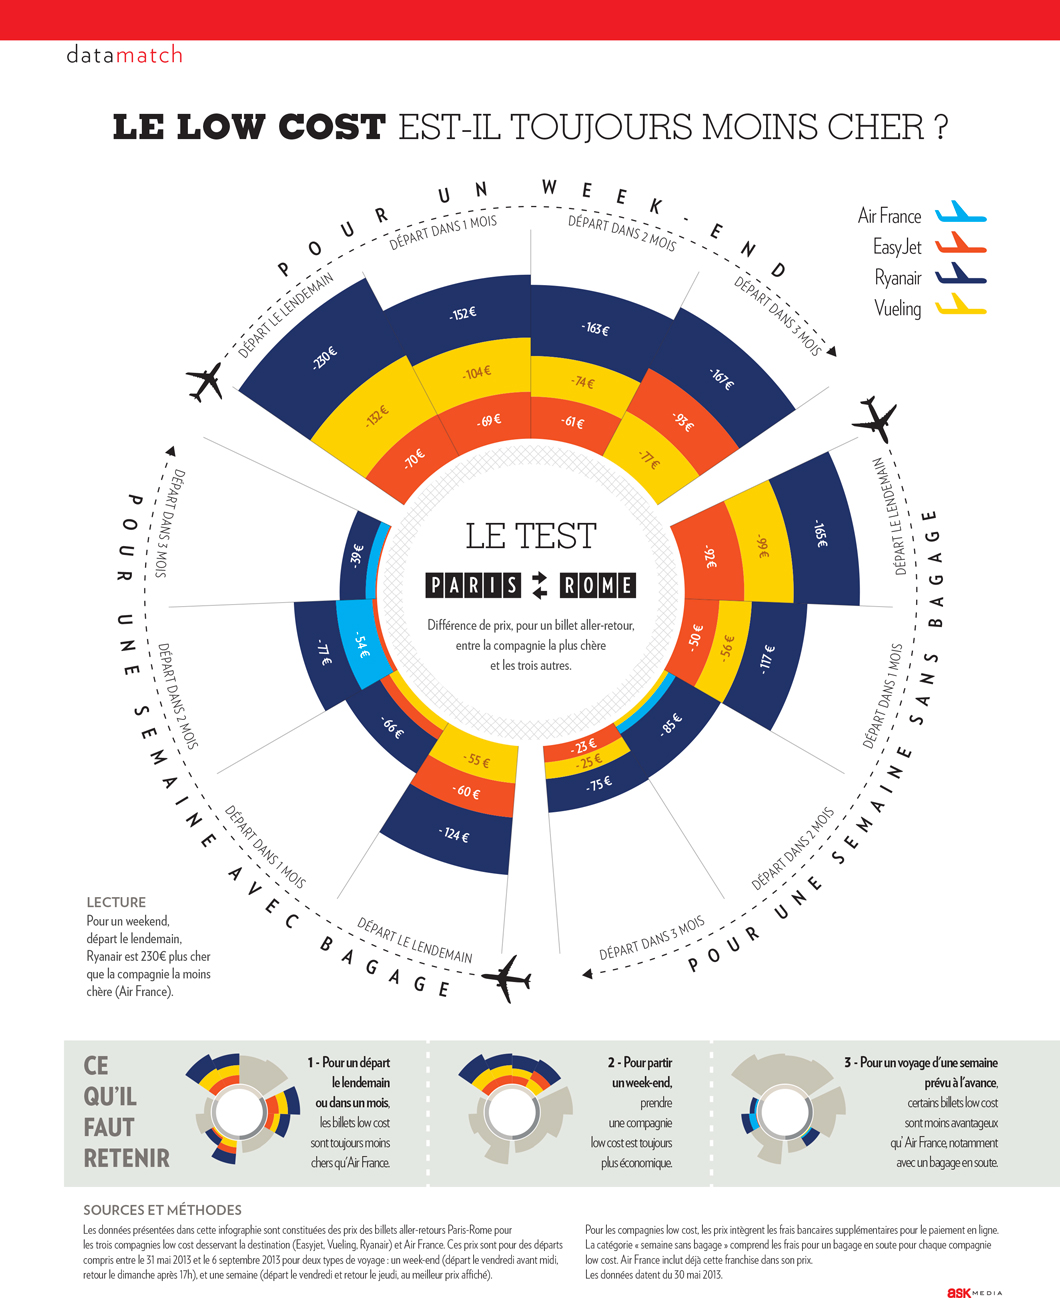 datamatch
LE LOW COST EST-IL TOUJOURS MOINS CHER ?
Air France
EasyJet
Ryanair
Vueling
POUR UN WEEK-END
DÉPART LE LENDEMAIN
DÉPART DANS 1 MOIS
DÉPART DANS 2 MOIS
DÉPART DANS 3 MOIS
-230€
-132€
-70€
-152€
-104€
-69€
-163€
-74€
-61€
-167€
-93€
-77€
POUR UNE SEMAINE SANS BAGAGE
DÉPART LE LENDEMAIN
DÉPART DANS 1 MOIS
DÉPART DANS 2 MOIS
DÉPART DANS 3 MOIS
-92€
-99€
-165€
-50€
-56€
-117€
-85€
-23€
-25€
-75€
POUR UNE SEMAINE AVEC BAGAGE
DÉPART LE LENDEMAIN
DÉPART DANS 1 MOIS
DÉPART DANS 2 MOIS
DÉPART DANS 3 MOIS
-55€
-60€
-124€
-66€
-54€
-77€
-39€
LE TEST
PARIS ROME
Différence de prix, pour un billet aller-retour,
entre la compagnie la plus chère
et les trois autres.
LECTURE
Pour un weekend,
départ le lendemain,
Ryanair est 230€ plus cher
que la compagnie la moins
chère (Air France).
CE
QU'IL
FAUT
RETENIR
1 - Pour un départ
le lendemain
ou dans un mois,
les billets low cost
sont toujours moins
chers qu'Air France.
2 - Pour partir
un week-end,
prendre
une compagnie
low cost est toujours
plus économique.
3 - Pour un voyage d'une semaine
prévu à l'avance,
certains billets low cost
sont moins avantageux
qu' Air France, notamment
avec un bagage en soute.
SOURCES ET MÉTHODES
Les données présentées dans cette infographie sont constituées des prix des billets aller-retours Paris-Rome pour
les trois compagnies low cost desservant la destination (Easyjet, Vueling, Ryanair) et Air France. Ces prix sont pour des départs
compris entre le 31 mai 2013 et le 6 septembre 2013 pour deux types de voyage : un week-end (départ le vendredi avant midi,
retour le dimanche après 17h), et une semaine (départ le vendredi et retour le jeudi, au meilleur prix affiché).
Pour les compagnies low cost, les prix intègrent les frais bancaires supplémentaires pour le paiement en ligne.
La catégorie « semaine sans bagage » comprend les frais pour un bagage en soute pour chaque compagnie
low cost. Air France inclut déjà cette franchise dans son prix.
Les données datent du 30 mai 2013.
ask MEDIA